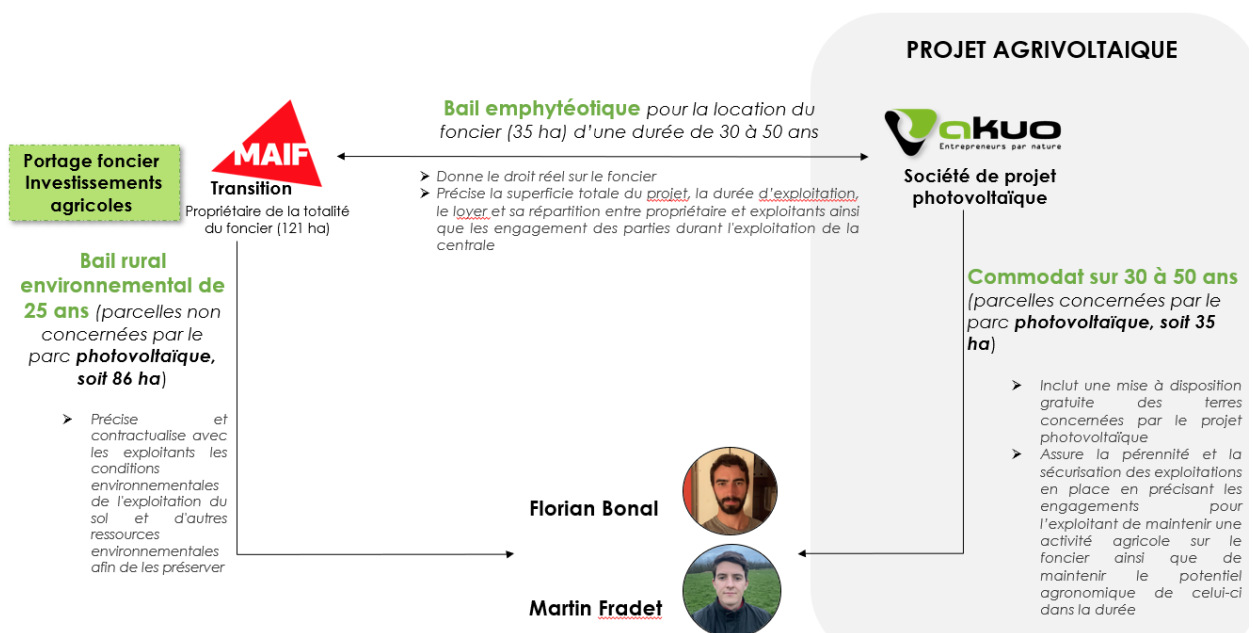 PROJET AGRIVOLTAIQUE
Bail emphytéotique pour la location du
foncier (35 ha) d'une durée de 30 à 50 ans
akuo
Entrepreneurs par nature
MAIF
Transition
Portage foncier
Investissements
agricoles
Propriétaire de la totalité
du foncier (121 ha)
➢ Donne le droit réel sur le foncier
➢ Précise la superficie totale du projet, la durée d'exploitation,
le loyer et sa répartition entre propriétaire et exploitants ainsi
que les engagement des parties durant l'exploitation de la
centrale
Société de projet
photovoltaïque
Bail rural
environnemental de
25 ans (parcelles non
concernées par le
parc photovoltaïque,
soit 86 ha)
➢ Précise et
contractualise avec
les exploitants les
conditions
environnementales
de l'exploitation du
sol et d'autres
ressources
environnementales
afin de les préserver
Commodat sur 30 à 50 ans
(parcelles concernées par le
parc photovoltaïque, soit 35
ha)
➢ Inclut une mise à disposition
gratuite des terres
concernées par le projet
photovoltaïque
➢ Assure la pérennité et la
sécurisation des exploitations
en place en précisant les
engagements pour
l'exploitant de maintenir une
activité agricole sur le
foncier ainsi que de
maintenir le potentiel
agronomique de celui-ci
dans la durée
Florian Bonal
Martin Fradet